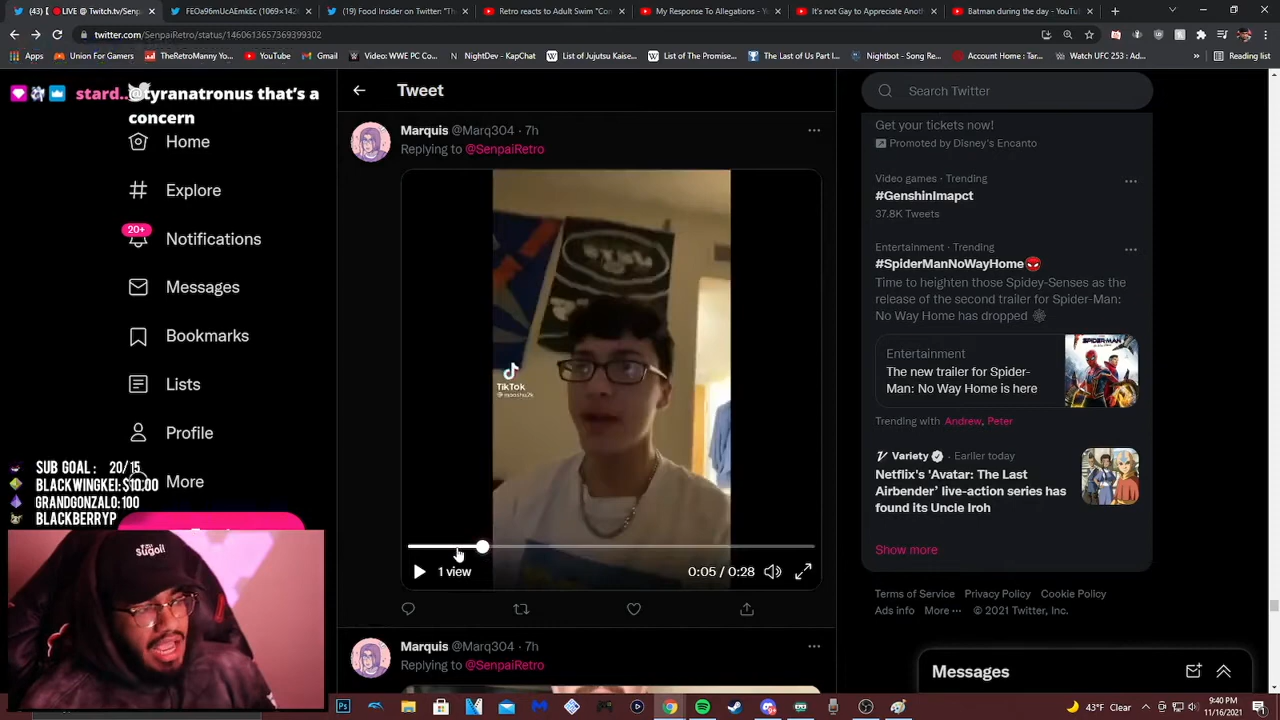 (4) [
LIVE @ Twitch.tv/S
FEOa96mUcAEmkEc (1069×142
(19) Food Insider on Twitter: "Th
Retro reacts to Adult Swim "Con
My Response To Allegations - Yo
It's not Gay to Appreciate Anoth
Batman during the day - YouTu
twitter.com/SenpaiRetro/status/1460613657369399302
Apps
Union For Gamers
TheRetroManny Yo...
YouTube
Gmail
Video: WWE PC Co...
NightDev - KapChat
List of Jujutsu Kaise...
List of The Promise...
The Last of Us Part I...
Nightbot - Song Re...
Account Home : Tar...
Watch UFC 253: Ad...
Reading list
stard..
@tyranatronus that's a
concern
Home
Explore
20+
Notifications
Messages
Bookmarks
Lists
Profile
More
SUB GOAL : 20/15
BLACKWINGKEI:$10.00
GRANDGONZALO:100
BLACKBERRYP
sugoi!
Tweet
Marquis @Marq304 · 7h
Replying to @SenpaiRetro
JETS
TikTok
1 view
0:05 / 0:28
Marquis @Marq304 · 7h
Replying to @SenpaiRetro
Search Twitter
Get your tickets now!
Promoted by Disney's Encanto
Video games · Trending
#GenshinImapct
37.8K Tweets
Entertainment · Trending
#SpiderManNoWayHome
Time to heighten those Spidey-Senses as the
release of the second trailer for Spider-Man:
No Way Home has dropped
Entertainment
The new trailer for Spider-
Man: No Way Home is here
SPIDER-MAN
Trending with Andrew, Peter
Variety · Earlier today
Netflix's 'Avatar: The Last
Airbender' live-action series has
found its Uncle Iroh
Show more
Terms of Service Privacy Policy Cookie Policy
Ads info More ··· © 2021 Twitter, Inc.
Messages
43°F Clear
9:40 PM
11/16/2021